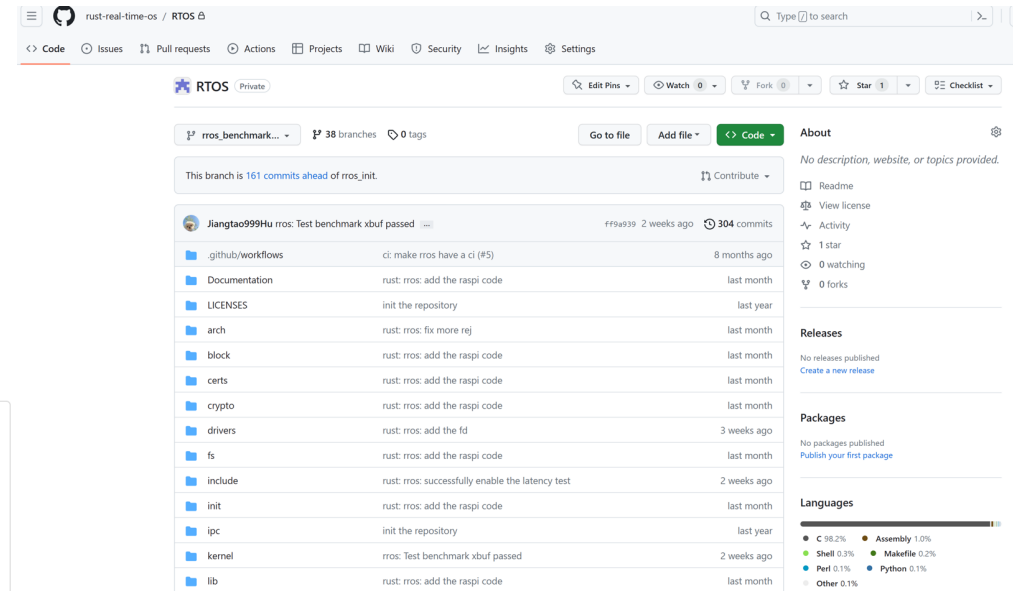 rust-real-time-os / RTOS
Type / to search
Code Issues Pull requests Actions Projects Wiki Security Insights Settings
RTOS Private
Edit Pins Watch 0 Fork 0 Star 1 Checklist
rros_benchmark... 38 branches 0 tags
Go to file Add file Code
This branch is 161 commits ahead of rros_init.
Contribute
Jiangtao999Hu rros: Test benchmark xbuf passed ... ff9a939 2 weeks ago 304 commits
.github/workflows ci: make rros have a ci (#5) 8 months ago
Documentation rust: rros: add the raspi code last month
LICENSES init the repository last year
arch rust: rros: fix more rej last month
block rust: rros: add the raspi code last month
certs rust: rros: add the raspi code last month
crypto rust: rros: add the raspi code last month
drivers rust: rros: add the fd 3 weeks ago
fs rust: rros: add the raspi code last month
include rust: rros: successfully enable the latency test 2 weeks ago
init rust: rros: add the raspi code last month
ipc init the repository last year
kernel rros: Test benchmark xbuf passed 2 weeks ago
lib rust: rros: add the raspi code last month
About
No description, website, or topics provided.
Readme
View license
Activity
1 star
0 watching
0 forks
Releases
No releases published
Create a new release
Packages
No packages published
Publish your first package
Languages
C 98.2% Assembly 1.0%
Shell 0.3% Makefile 0.2%
Perl 0.1% Python 0.1%
Other 0.1%